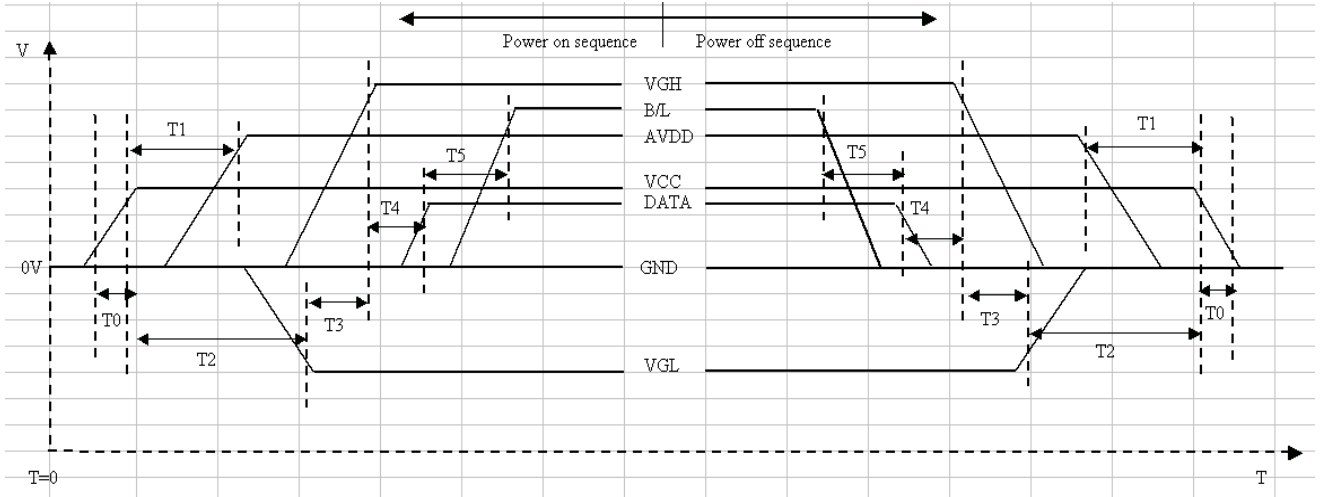 V
Power on sequence
Power off sequence
VGH
B/L
T1
AVDD
T1
T5
T5
VCC
DATA
T4
T4
0V
GND
T0
T3
T3
T0
T2
T2
VGL
T=0
T